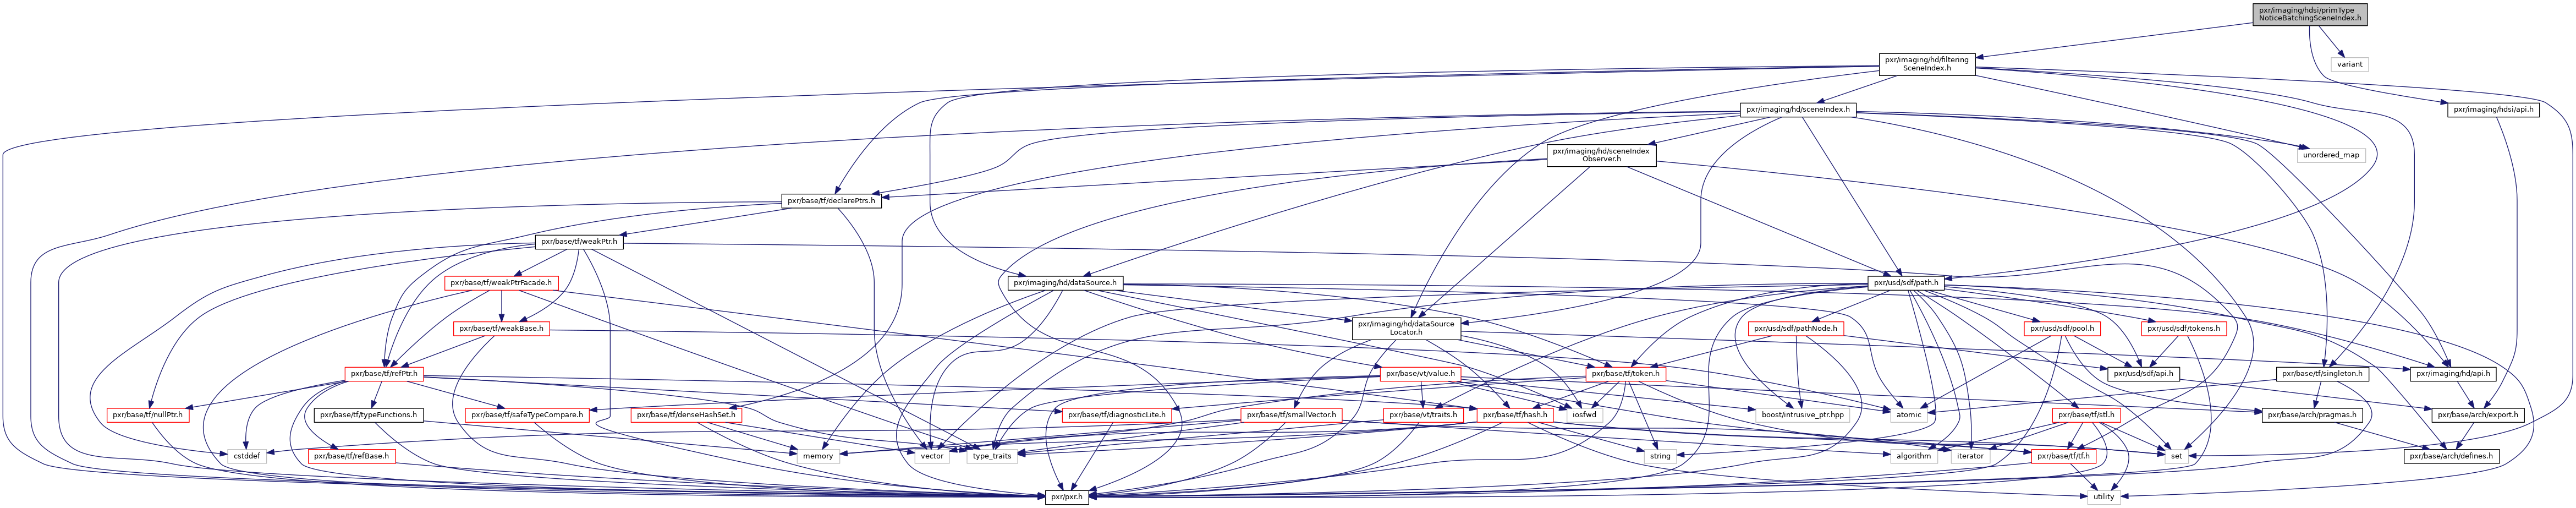 pxr/imaging/hdsi/primType
NoticeBatchingSceneIndex.h
pxr/imaging/hd/filtering
SceneIndex.h
variant
pxr/imaging/hd/sceneIndex.h
pxr/imaging/hdsi/api.h
pxr/imaging/hd/sceneIndex
Observer.h
unordered_map
pxr/base/tf/declarePtrs.h
pxr/base/tf/weakPtr.h
pxr/base/tf/weakPtrFacade.h
pxr/imaging/hd/dataSource.h
pxr/usd/sdf/path.h
pxr/base/tf/weakBase.h
pxr/imaging/hd/dataSource
Locator.h
pxr/usd/sdf/pathNode.h
pxr/usd/sdf/pool.h
pxr/usd/sdf/tokens.h
pxr/base/tf/refPtr.h
pxr/base/vt/value.h
pxr/base/tf/token.h
pxr/usd/sdf/api.h
pxr/base/tf/singleton.h
pxr/imaging/hd/api.h
pxr/base/tf/nullPtr.h
pxr/base/tf/typeFunctions.h
pxr/base/tf/safeTypeCompare.h
pxr/base/tf/denseHashSet.h
pxr/base/tf/diagnosticLite.h
pxr/base/tf/smallVector.h
pxr/base/vt/traits.h
pxr/base/tf/hash.h
iosfwd
boost/intrusive_ptr.hpp
atomic
pxr/base/tf/stl.h
pxr/base/arch/pragmas.h
pxr/base/arch/export.h
cstddef
pxr/base/tf/refBase.h
memory
vector
type_traits
string
algorithm
iterator
pxr/base/tf/tf.h
set
pxr/base/arch/defines.h
pxr/pxr.h
utility